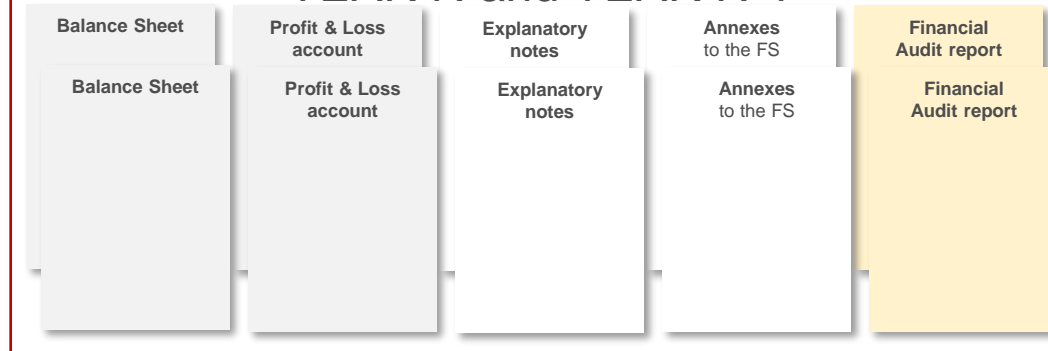 Balance Sheet
Profit & Loss
account
Explanatory
notes
Annexes
to the FS
Financial
Audit report
Balance Sheet
Profit & Loss
account
Explanatory
notes
Annexes
to the FS
Financial
Audit report